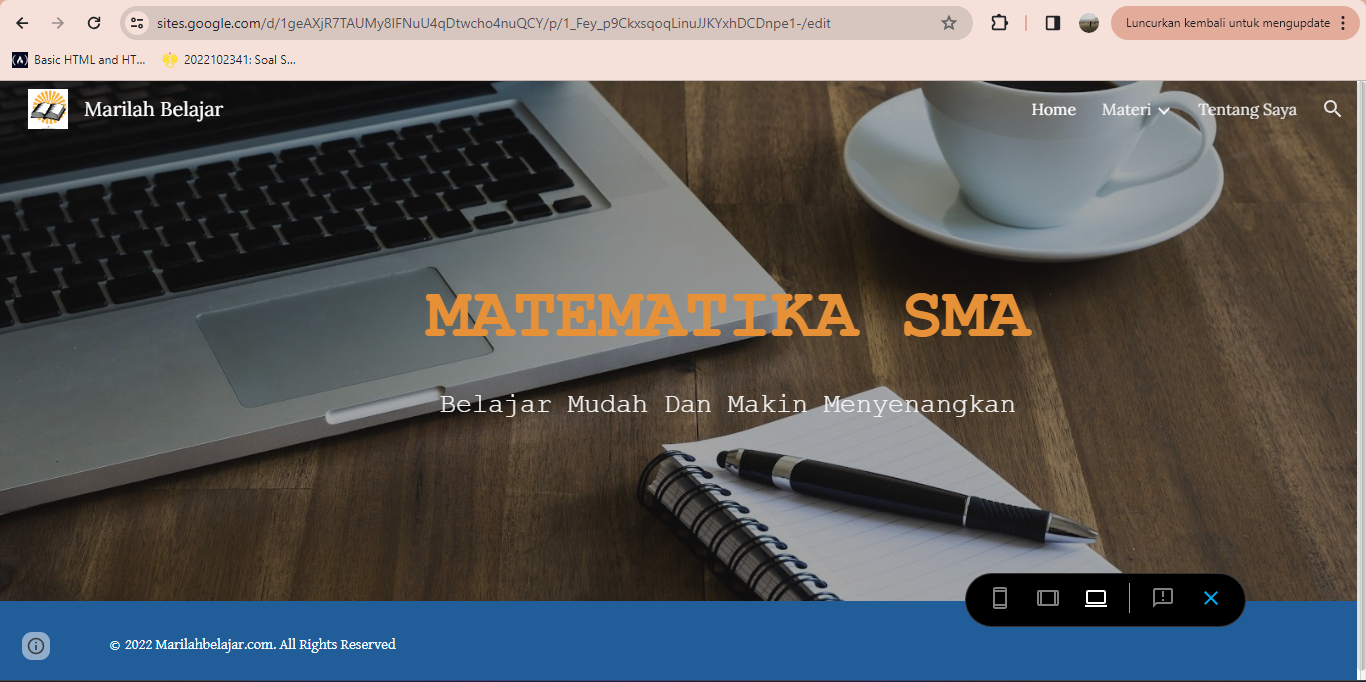 sites.google.com/d/1geAXjR7TAUMy8IFNuU4qDtwcho4nuQCY/p/1_Fey_p9CkxsqoqLinuJJKYxhDCDnpe1-/edit
Luncurkan kembali untuk mengupdate
Basic HTML and HT...
2022102341: Soal S...
Marilah Belajar
Home
Materi
Tentang Saya
MATEMATIKA SMA
Belajar Mudah Dan Makin Menyenangkan
© 2022 Marilahbelajar.com. All Rights Reserved